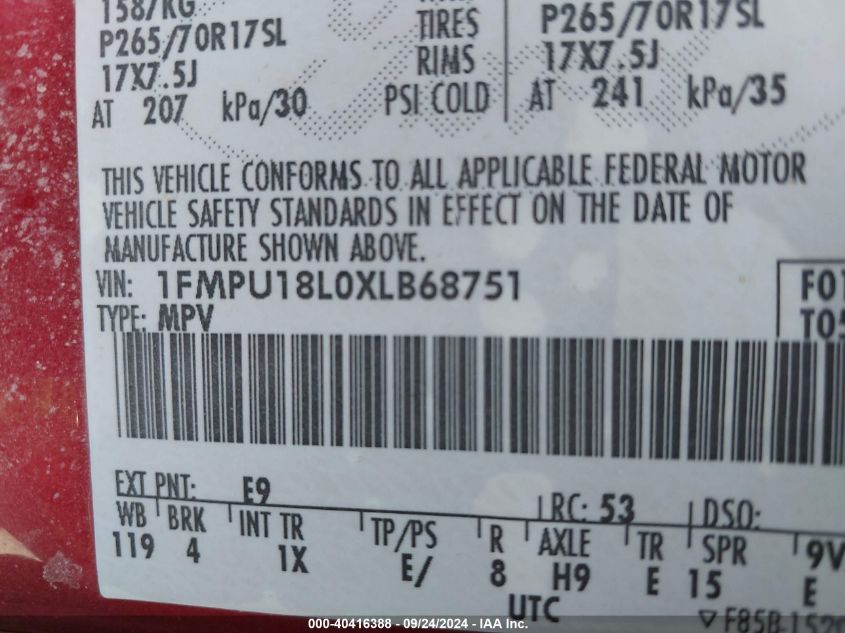 1587KG
P265/70R17SL TIRES P265/70R17SL
17X7.5J RIMS 17X7.5J
AT 207 kPa/30 PSI COLD AT 241 kPa/35
THIS VEHICLE CONFORMS TO ALL APPLICABLE FEDERAL MOTOR
VEHICLE SAFETY STANDARDS IN EFFECT ON THE DATE OF
MANUFACTURE SHOWN ABOVE.
VIN: 1FMPU18L0XLB68751
TYPE: MPV
F01
T05
EXT PNT: E9 RC: 53 DSO:
WB BRK INT TR TP/PS R AXLE TR SPR 9V
119 4 1X E/ 8 H9 E 15 E
UTC
000-40416388 - 09/24/2024 - IAA Inc.